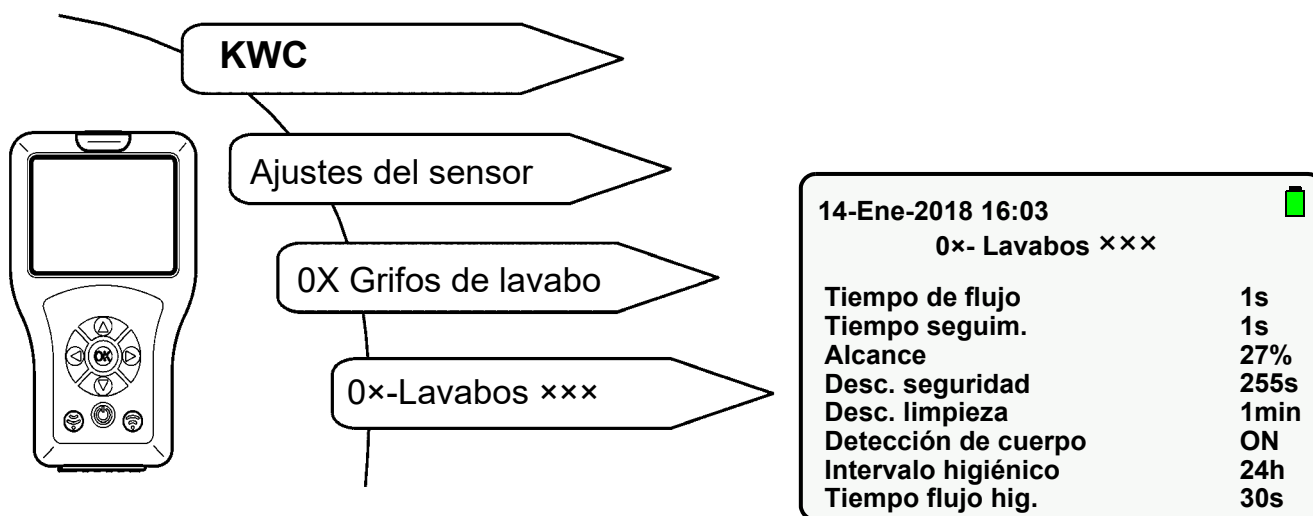 KWC
Ajustes del sensor
0X Grifos de lavabo
0×-Lavabos ×××
OK
14-Ene-2018 16:03
0×- Lavabos ×××
Tiempo de flujo 1s
Tiempo seguim. 1s
Alcance 27%
Desc. seguridad 255s
Desc. limpieza 1min
Detección de cuerpo ON
Intervalo higiénico 24h
Tiempo flujo hig. 30s